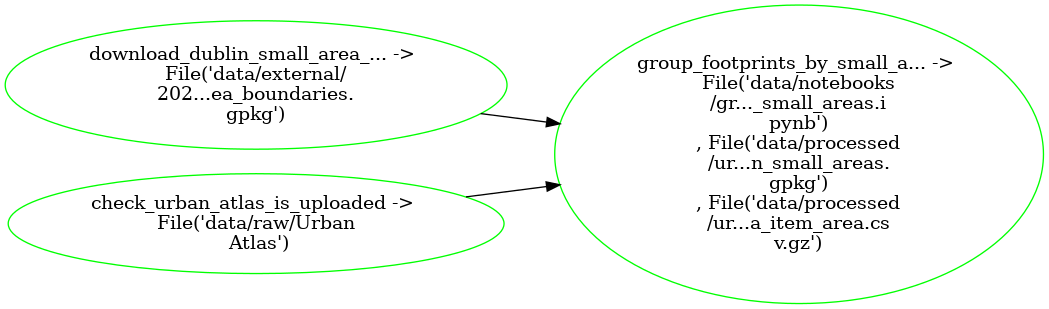 download_dublin_small_area_... ->
File('data/external/
202...ea_boundaries.
gpkg')
check_urban_atlas_is_uploaded ->
File('data/raw/Urban
Atlas')
group_footprints_by_small_a... ->
File('data/notebooks
/gr..._small_areas.i
pynb')
, File('data/processed
/ur...n_small_areas.
gpkg')
, File('data/processed
/ur...a_item_area.cs
v.gz')